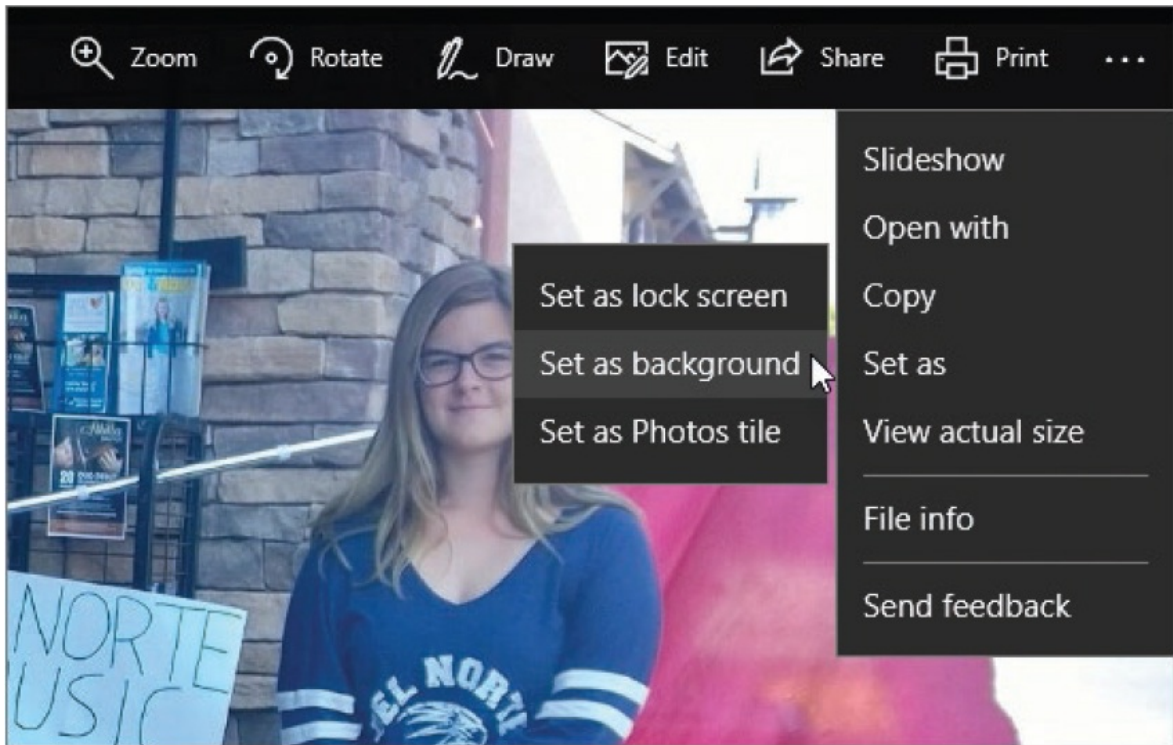 Zoom Rotate Draw Edit Share Print ...
Slideshow
Open with
Copy
Set as
View actual size
File info
Send feedback
Set as lock screen
Set as background
Set as Photos tile
20
NORTE
USIC
EL NORT